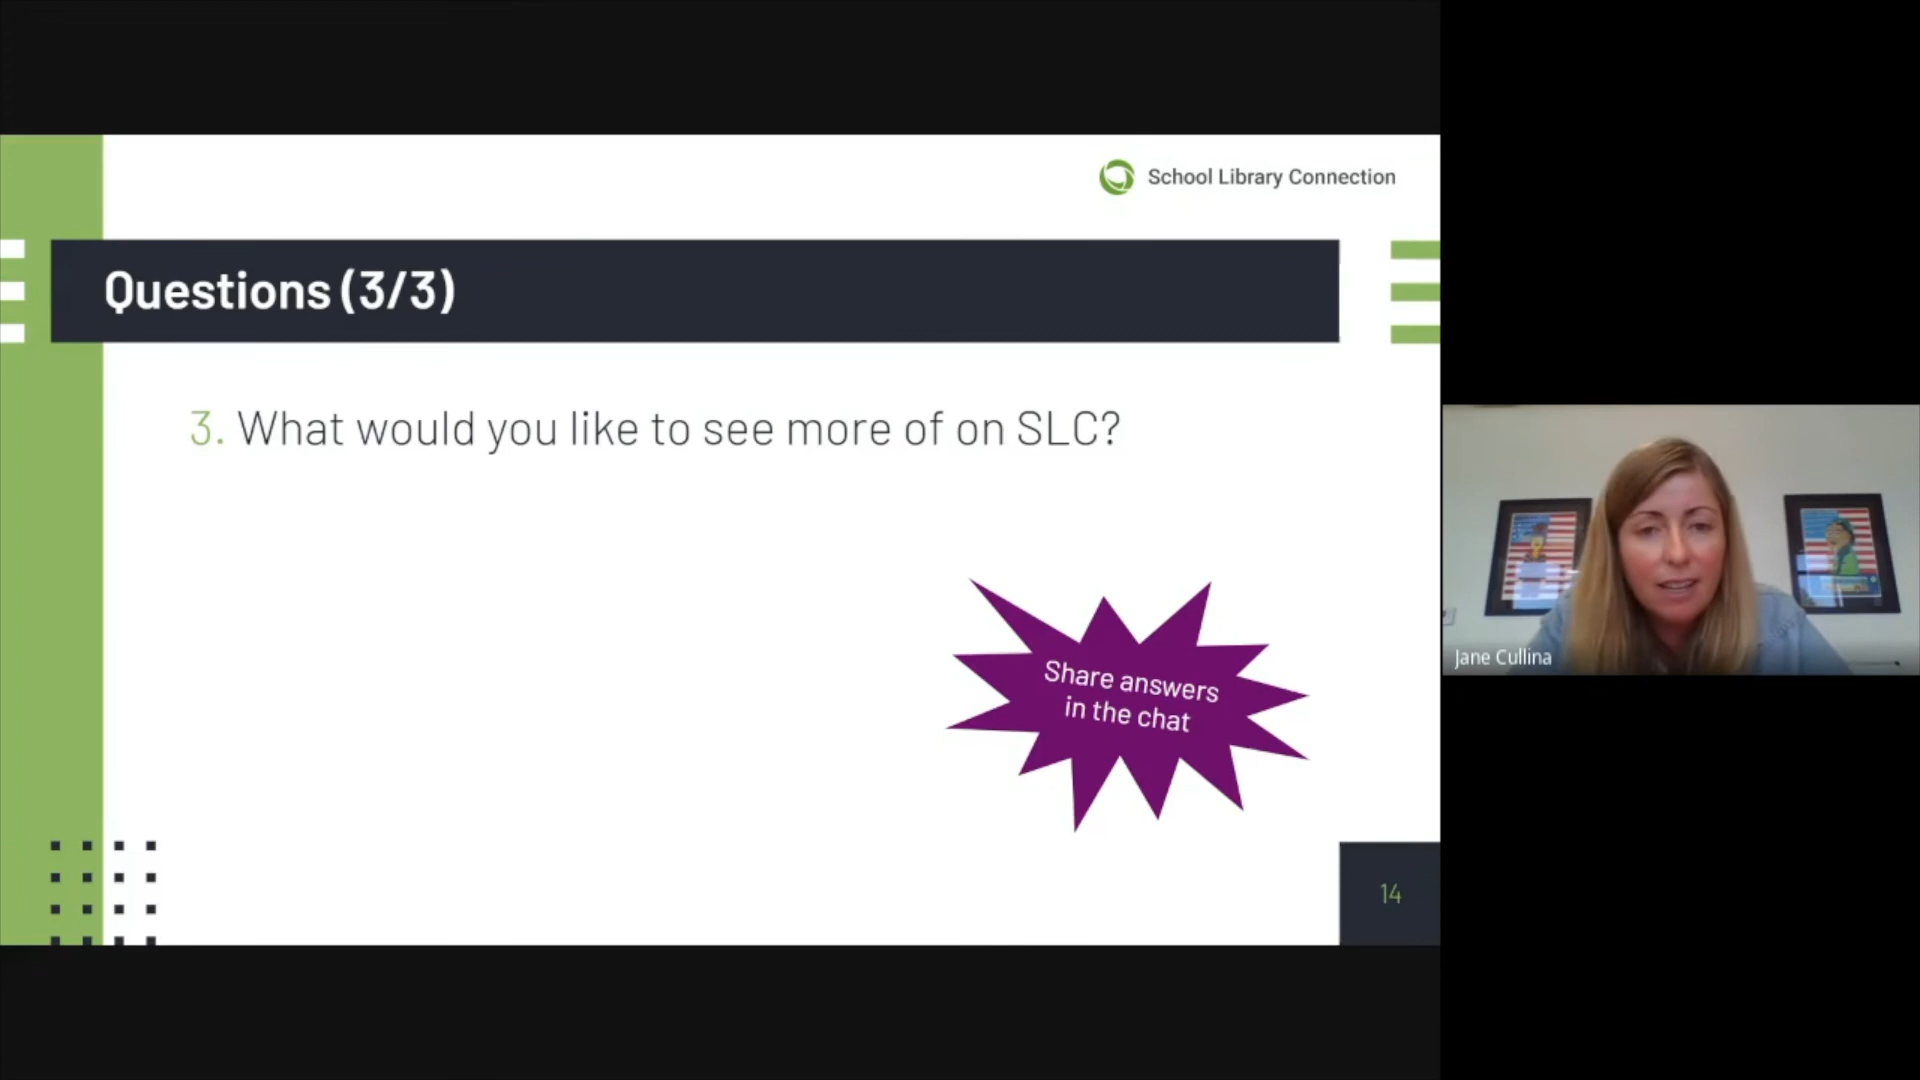 School Library Connection
Questions (3/3)
3. What would you like to see more of on SLC?
Share answers
in the chat
14
Jane Cullina